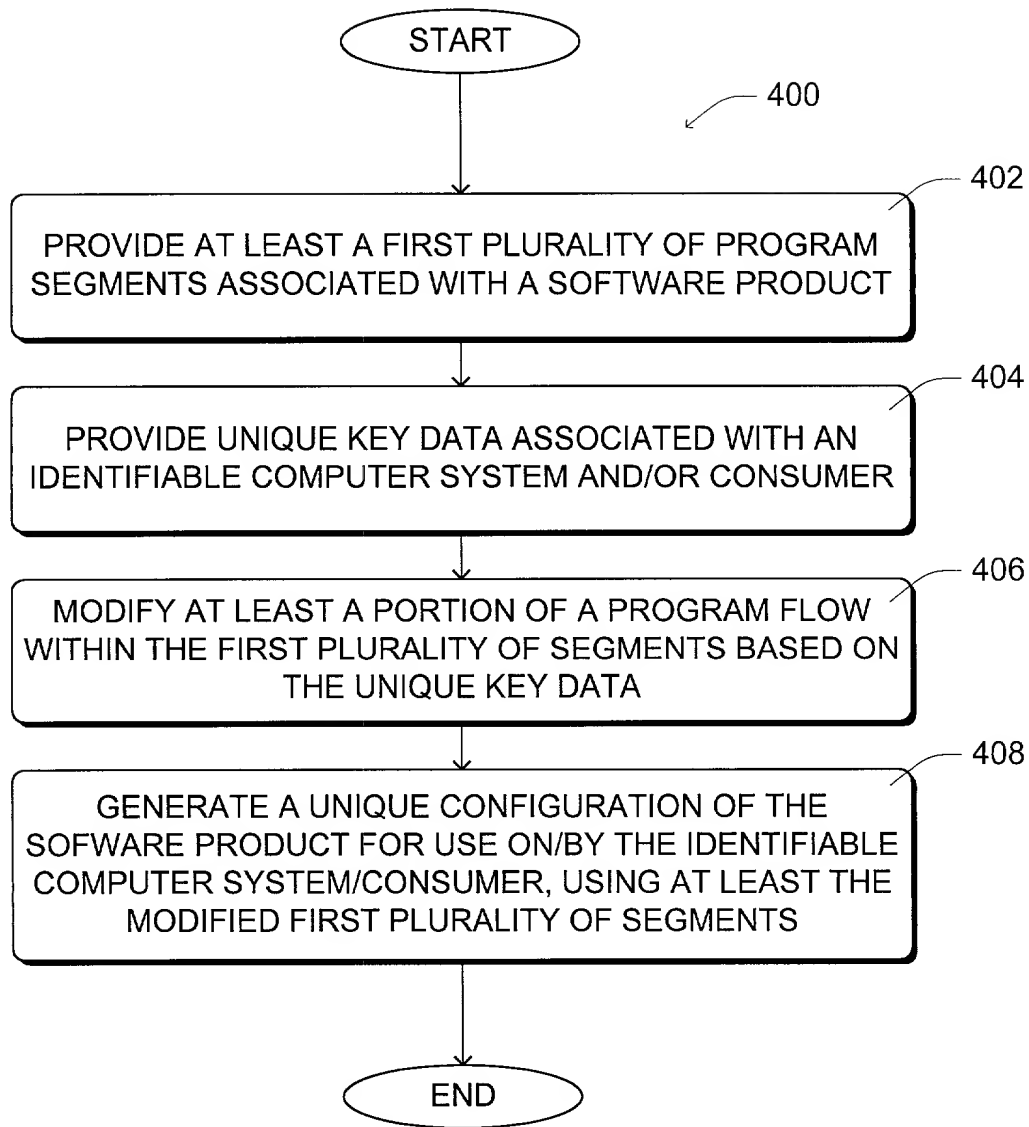 START
400
402
PROVIDE AT LEAST A FIRST PLURALITY OF PROGRAM
SEGMENTS ASSOCIATED WITH A SOFTWARE PRODUCT
404
PROVIDE UNIQUE KEY DATA ASSOCIATED WITH AN
IDENTIFIABLE COMPUTER SYSTEM AND/OR CONSUMER
406
MODIFY AT LEAST A PORTION OF A PROGRAM FLOW
WITHIN THE FIRST PLURALITY OF SEGMENTS BASED ON
THE UNIQUE KEY DATA
408
GENERATE A UNIQUE CONFIGURATION OF THE
SOFWARE PRODUCT FOR USE ON/BY THE IDENTIFIABLE
COMPUTER SYSTEM/CONSUMER, USING AT LEAST THE
MODIFIED FIRST PLURALITY OF SEGMENTS
END